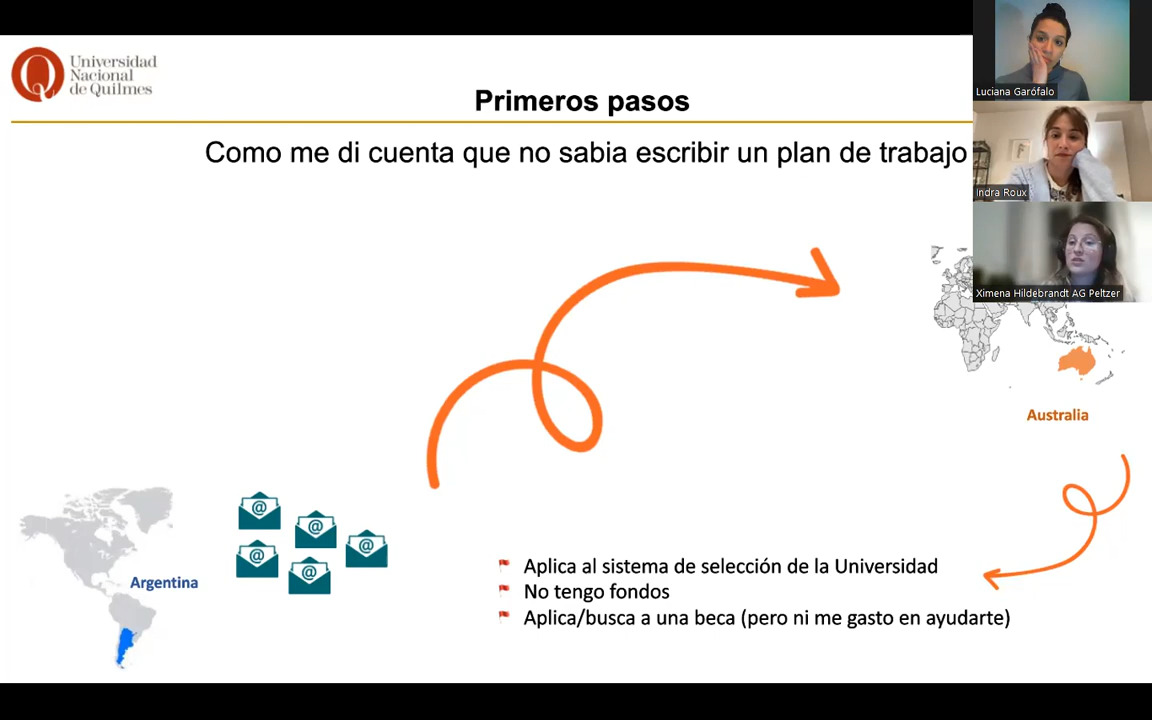 Universidad
Nacional
de Quilmes
Primeros pasos
Como me di cuenta que no sabia escribir un plan de trabajo
Luciana Garófalo
Indra Roux
Ximena Hildebrandt AG Peltzer
Australia
Argentina
@
@
@
@
@
Aplica al sistema de selección de la Universidad
No tengo fondos
Aplica/busca a una beca (pero ni me gasto en ayudarte)